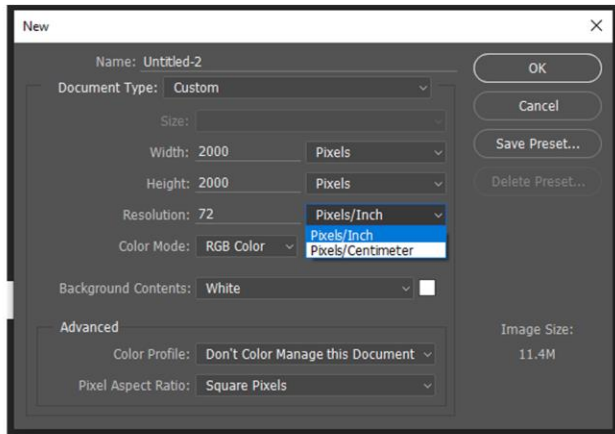 New
Name: Untitled-2
OK
Document Type: Custom
Cancel
Size:
Width: 2000 Pixels
Save Preset...
Height: 2000 Pixels
Delete Preset...
Resolution: 72 Pixels/Inch
Pixels/Inch
Color Mode: RGB Color
Pixels/Centimeter
Background Contents: White
Advanced
Image Size:
Color Profile: Don't Color Manage this Document
11.4M
Pixel Aspect Ratio: Square Pixels